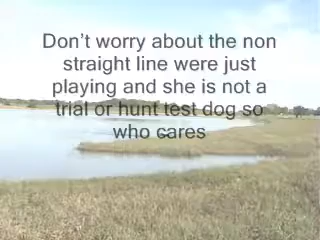 Don't worry about the non
straight line were just
playing and she is not a
trial or hunt test dog so
who cares